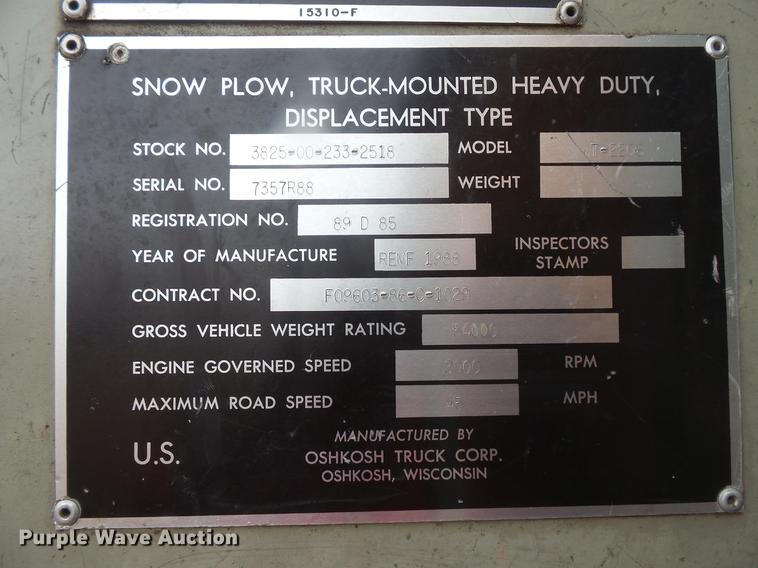 15310-F
SNOW PLOW, TRUCK-MOUNTED HEAVY DUTY,
DISPLACEMENT TYPE
STOCK NO. 3825-00-233-2518 MODEL
SERIAL NO. 7357R88 WEIGHT
REGISTRATION NO. 89 D 85
YEAR OF MANUFACTURE REMF 1988 INSPECTORS STAMP
CONTRACT NO.
GROSS VEHICLE WEIGHT RATING
ENGINE GOVERNED SPEED RPM
MAXIMUM ROAD SPEED MPH
U.S. MANUFACTURED BY
OSHKOSH TRUCK CORP.
OSHKOSH, WISCONSIN
Purple Wave Auction